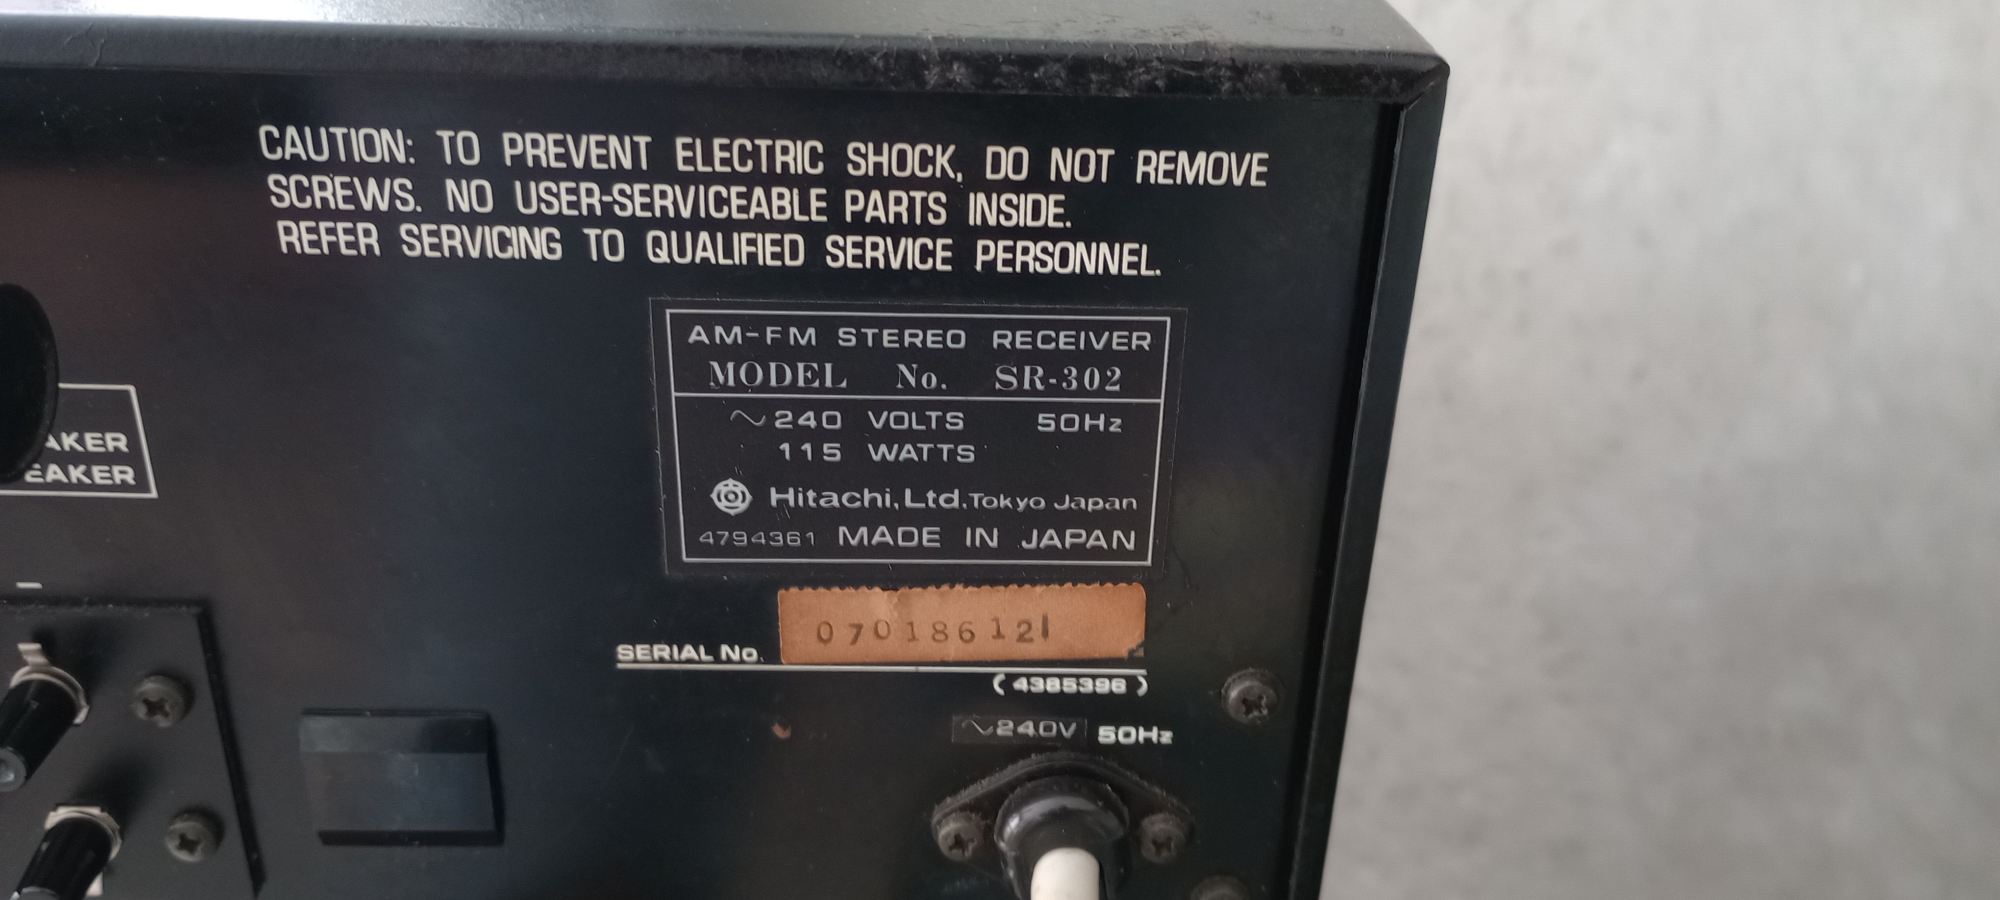 CAUTION: TO PREVENT ELECTRIC SHOCK, DO NOT REMOVE
SCREWS. NO USER-SERVICEABLE PARTS INSIDE.
REFER SERVICING TO QUALIFIED SERVICE PERSONNEL.
AM-FM STEREO RECEIVER
MODEL No. SR-302
~240 VOLTS 50Hz
115 WATTS
Hitachi, Ltd. Tokyo Japan
4794361 MADE IN JAPAN
AKER
EAKER
SERIAL No. 070186121
(4385396)
~240V 50Hz